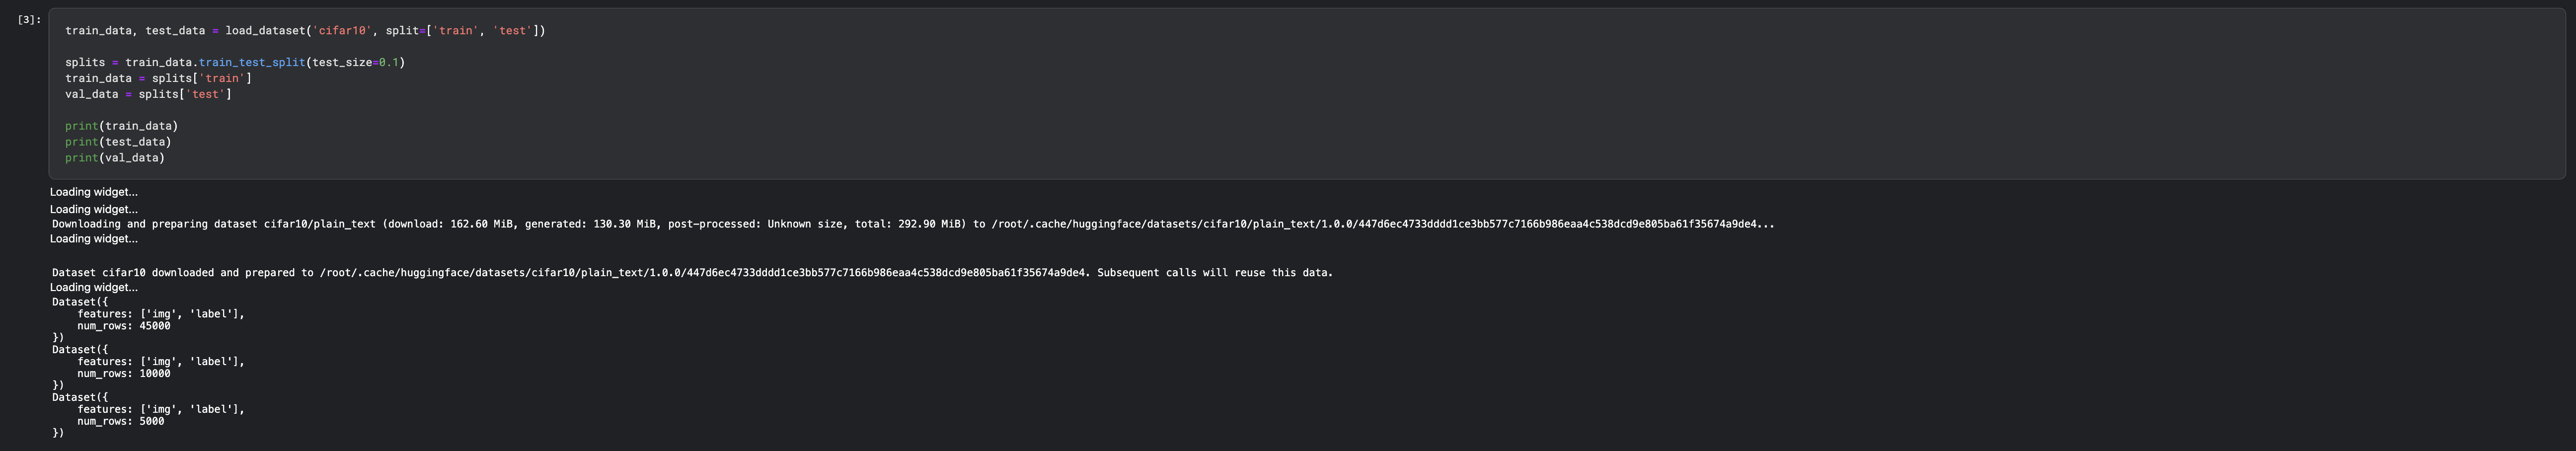 [3]:
train_data, test_data = load_dataset('cifar10', split=['train', 'test'])
splits = train_data.train_test_split(test_size=0.1)
train_data = splits['train']
val_data = splits['test']
print(train_data)
print(test_data)
print(val_data)
Loading widget...
Loading widget...
Downloading and preparing dataset cifar10/plain_text (download: 162.60 MiB, generated: 130.30 MiB, post-processed: Unknown size, total: 292.90 MiB) to /root/.cache/huggingface/datasets/cifar10/plain_text/1.0.0/447d6ec4733dddd1ce3bb577c7166b986eaa4c538dcd9e805ba61f35674a9de4...
Loading widget...
Dataset cifar10 downloaded and prepared to /root/.cache/huggingface/datasets/cifar10/plain_text/1.0.0/447d6ec4733dddd1ce3bb577c7166b986eaa4c538dcd9e805ba61f35674a9de4. Subsequent calls will reuse this data.
Loading widget...
Dataset({
    features: ['img', 'label'],
    num_rows: 45000
})
Dataset({
    features: ['img', 'label'],
    num_rows: 10000
})
Dataset({
    features: ['img', 'label'],
    num_rows: 5000
})